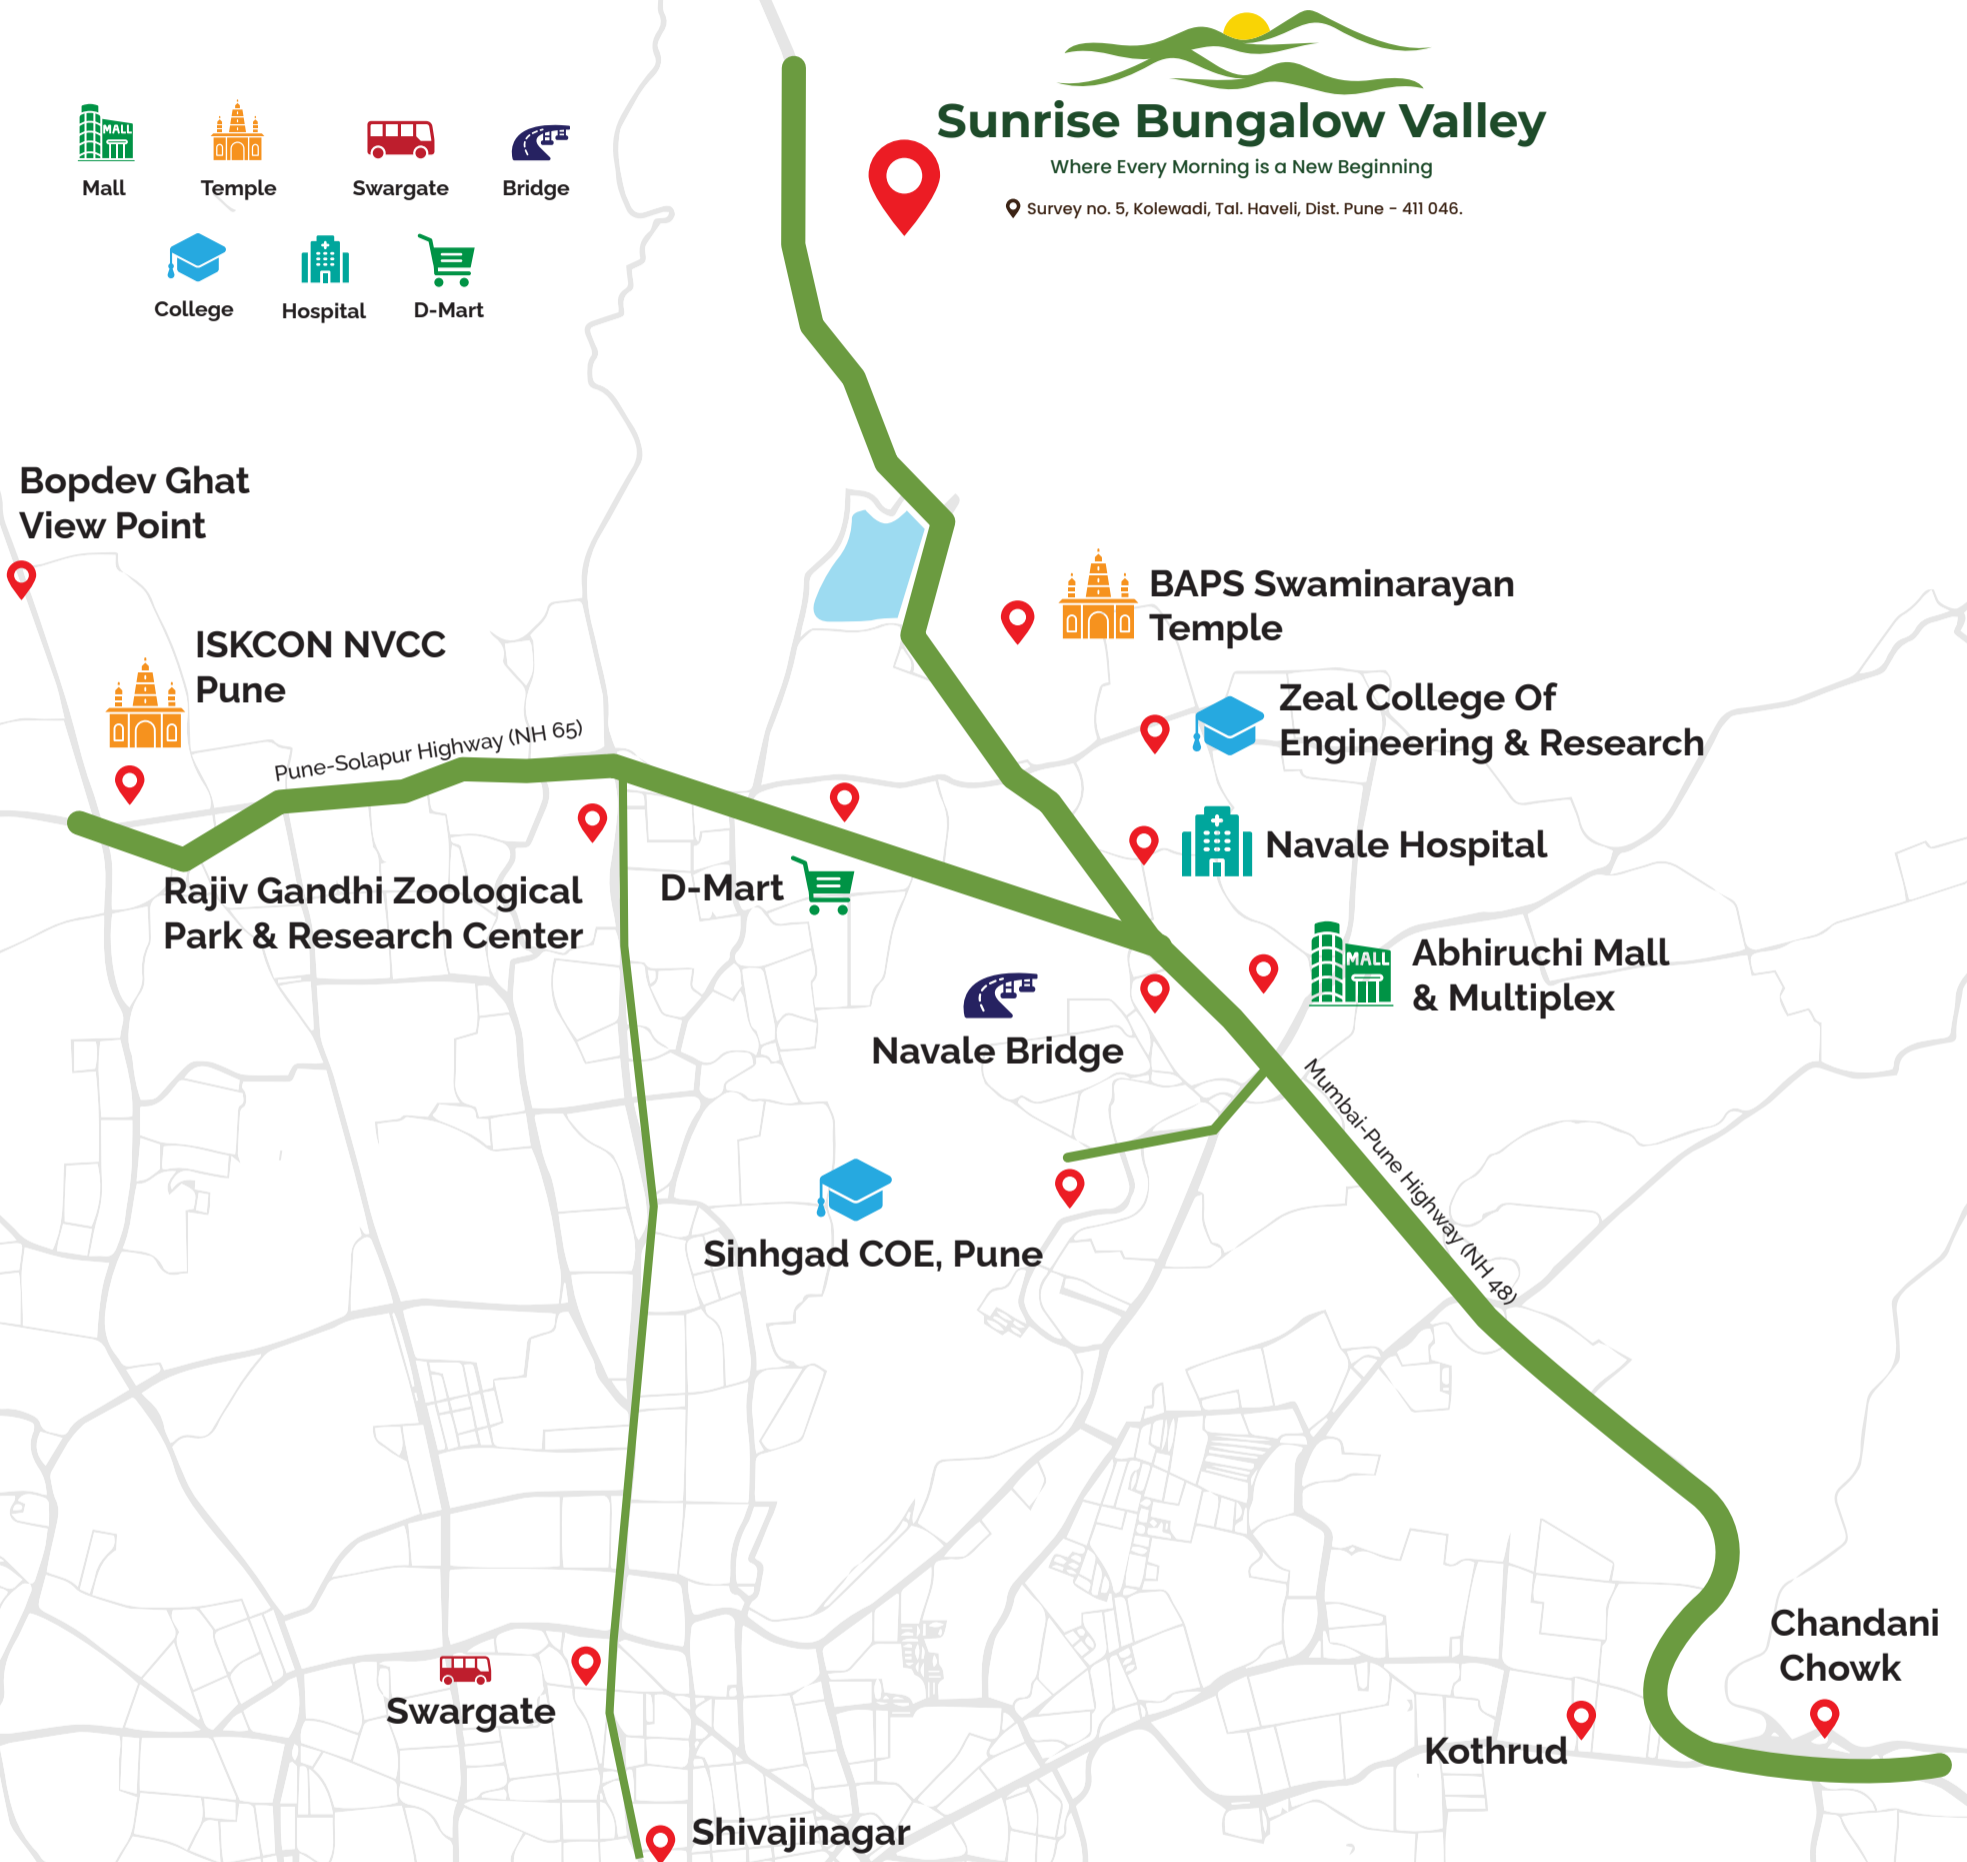 Sunrise Bungalow Valley
Where Every Morning is a New Beginning
Survey no. 5, Kolewadi, Tal. Haveli, Dist. Pune - 411 046.
MALL
Mall
Temple
Swargate
Bridge
College
Hospital
D-Mart
Bopdev Ghat
View Point
ISKCON NVCC
Pune
Pune-Solapur Highway (NH 65)
BAPS Swaminarayan
Temple
Zeal College Of
Engineering & Research
Navale Hospital
Rajiv Gandhi Zoological
Park & Research Center
D-Mart
MALL
Abhiruchi Mall
& Multiplex
Navale Bridge
Mumbai-Pune Highway (NH 48)
Sinhgad COE, Pune
Swargate
Chandani
Chowk
Kothrud
Shivajinagar